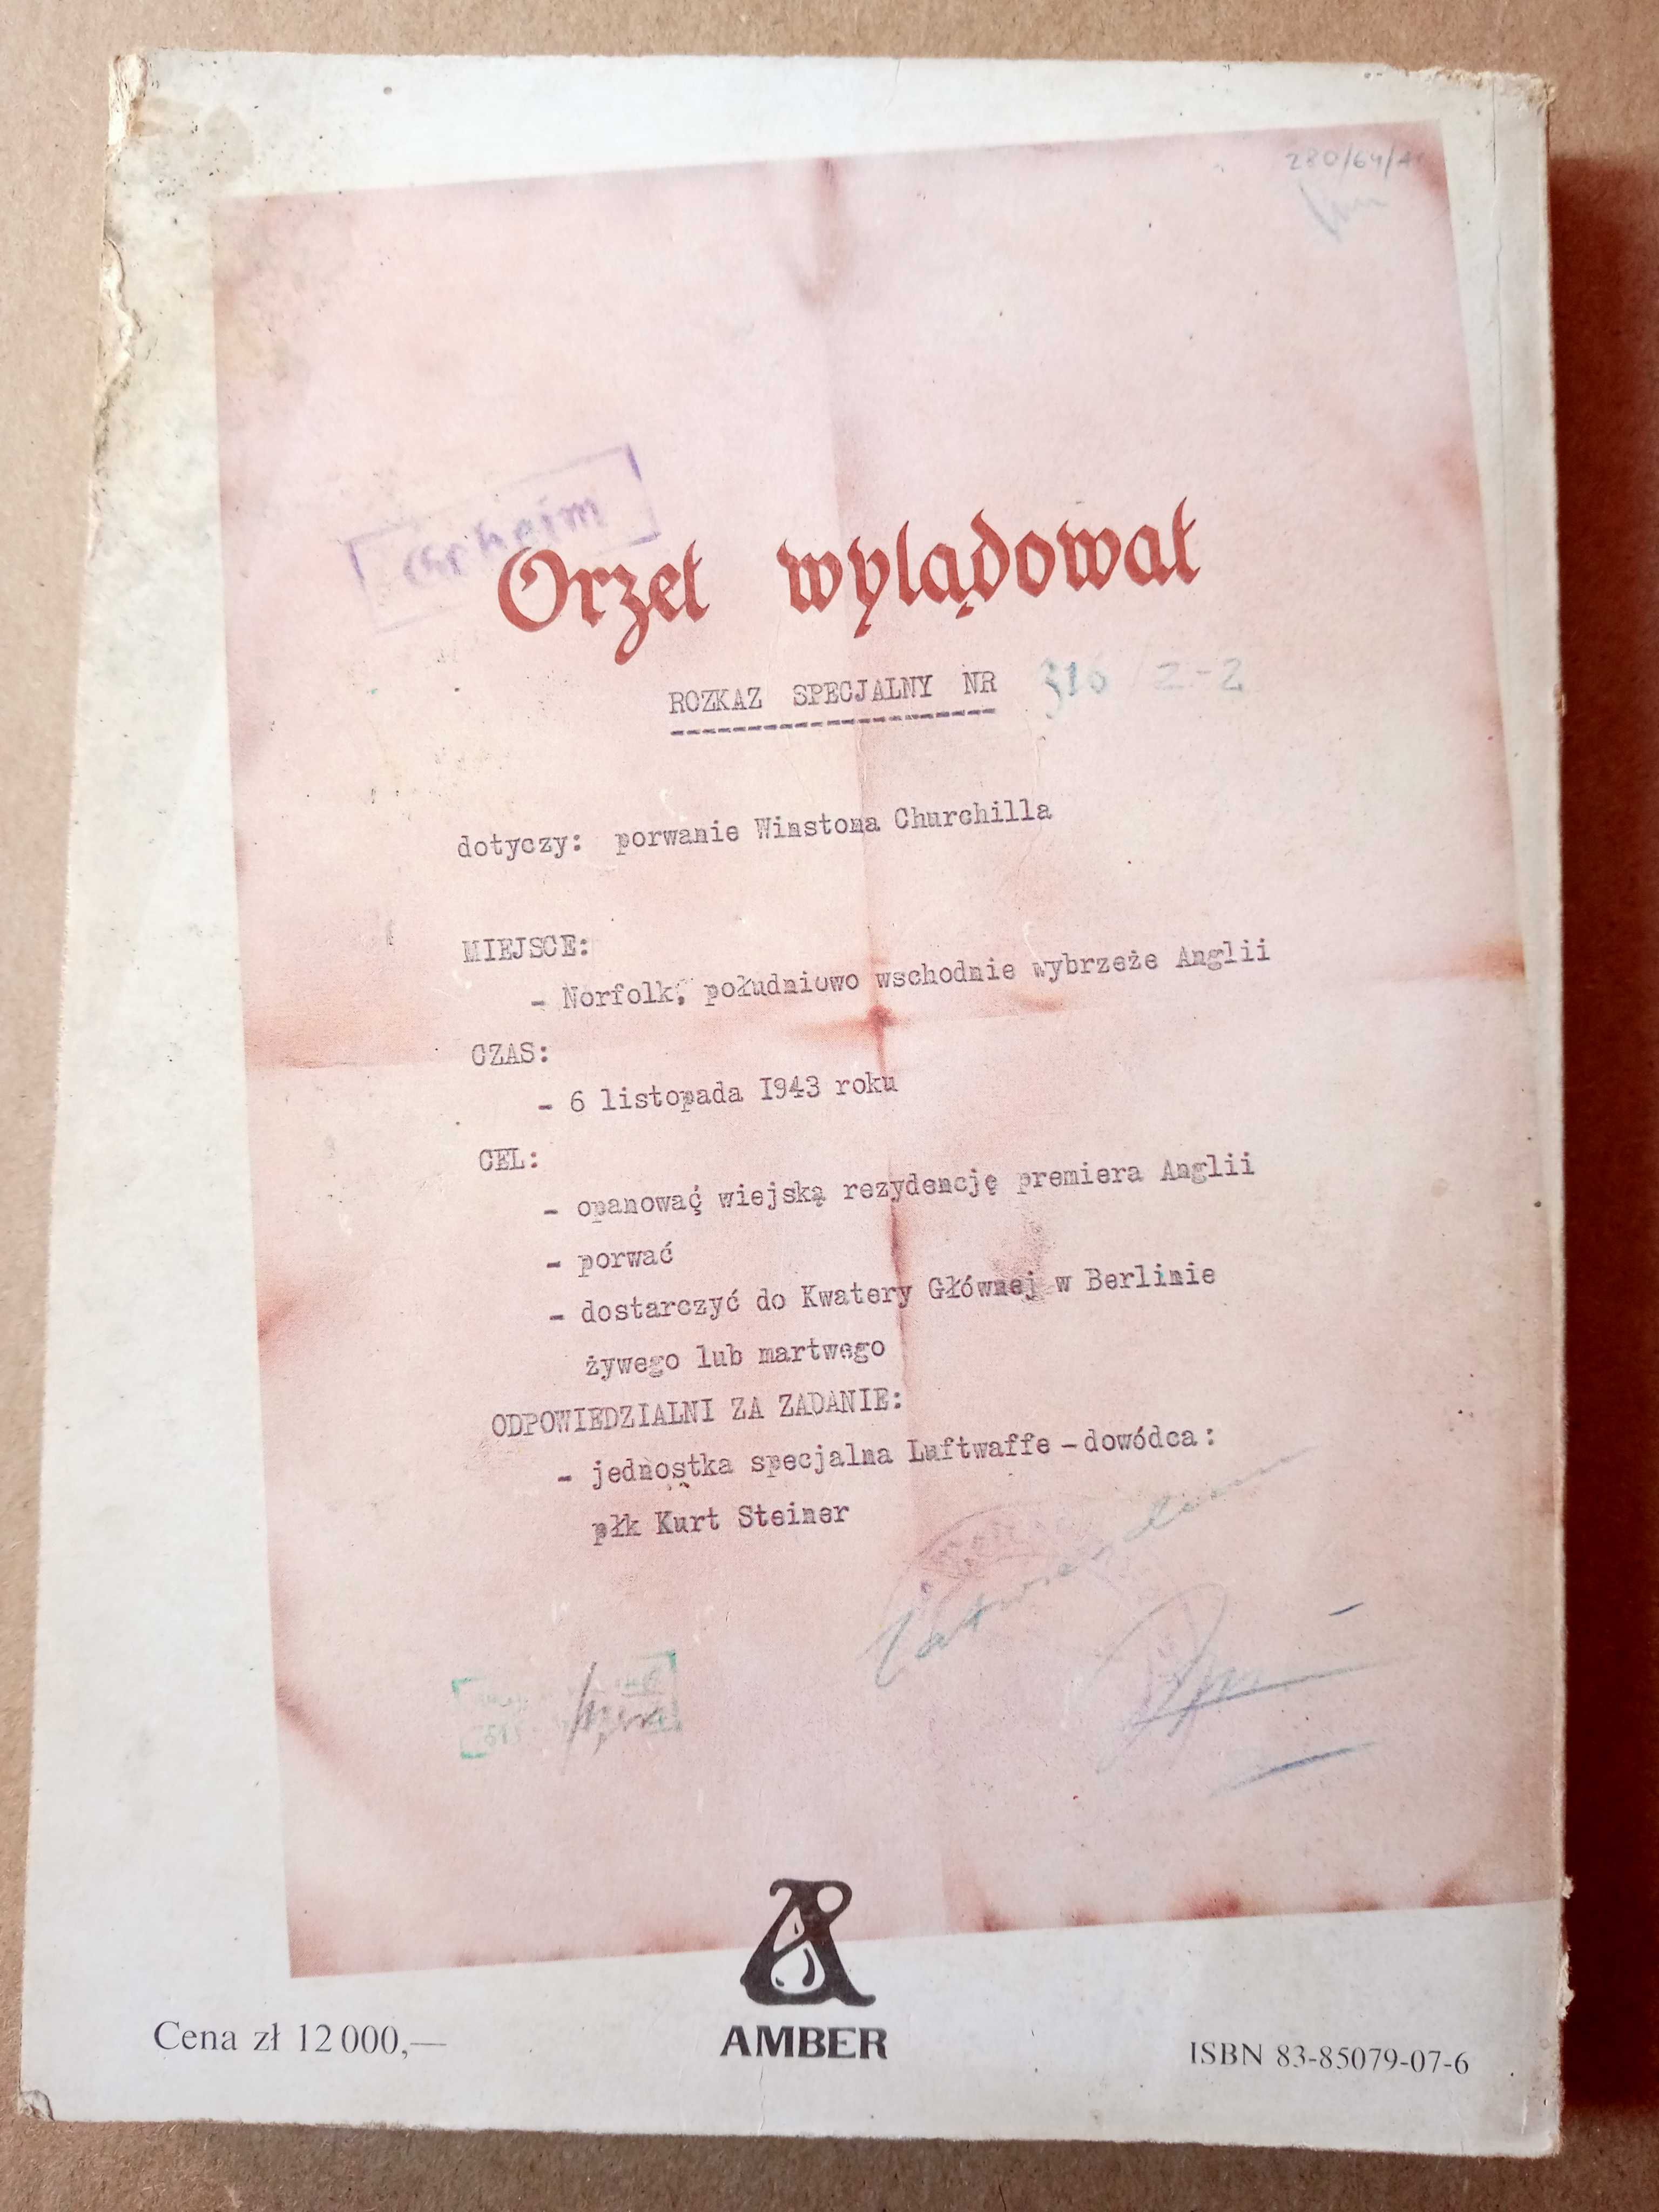 280/64/A
Geheim
Orzeł wylądował
ROZKAZ SPECJALNY NR 316/2-2
dotyczy: porwanie Winstona Churchilla
MIEJSCE:
- Norfolk, południowo wschodnie wybrzeże Anglii
CZAS:
- 6 listopada 1943 roku
CEL:
- opanować wiejską rezydencję premiera Anglii
- porwać
- dostarczyć do Kwatery Głównej w Berlinie
żywego lub martwego
ODPOWIEDZIALNI ZA ZADANIE:
- jednostka specjalna Luftwaffe - dowódca:
płk Kurt Steiner
Zatwierdzam
AMBER
Cena zł 12 000,—
ISBN 83-85079-07-6